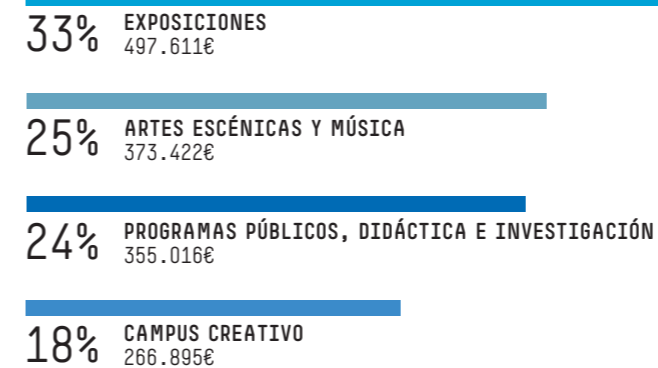 33% EXPOSICIONES
497.611€
25% ARTES ESCÉNICAS Y MÚSICA
373.422€
24% PROGRAMAS PÚBLICOS, DIDÁCTICA E INVESTIGACIÓN
355.016€
18% CAMPUS CREATIVO
266.895€